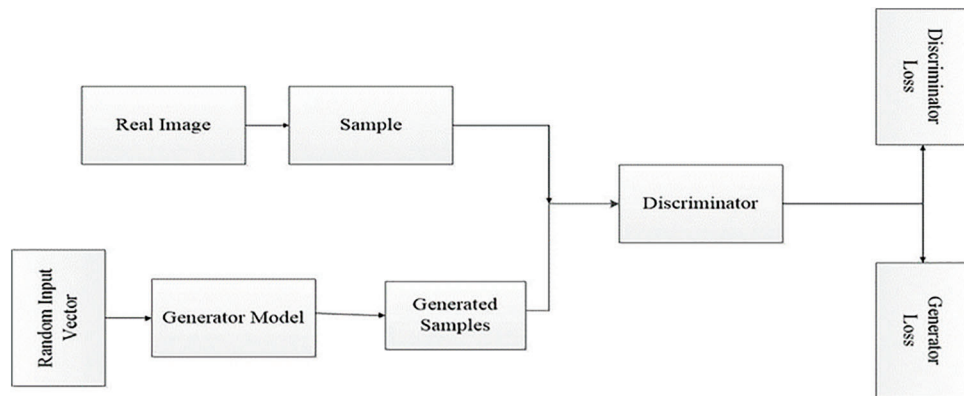 Real Image
Sample
Discriminator
Loss
Discriminator
Random Input
Vector
Generator Model
Generated
Samples
Generator
Loss